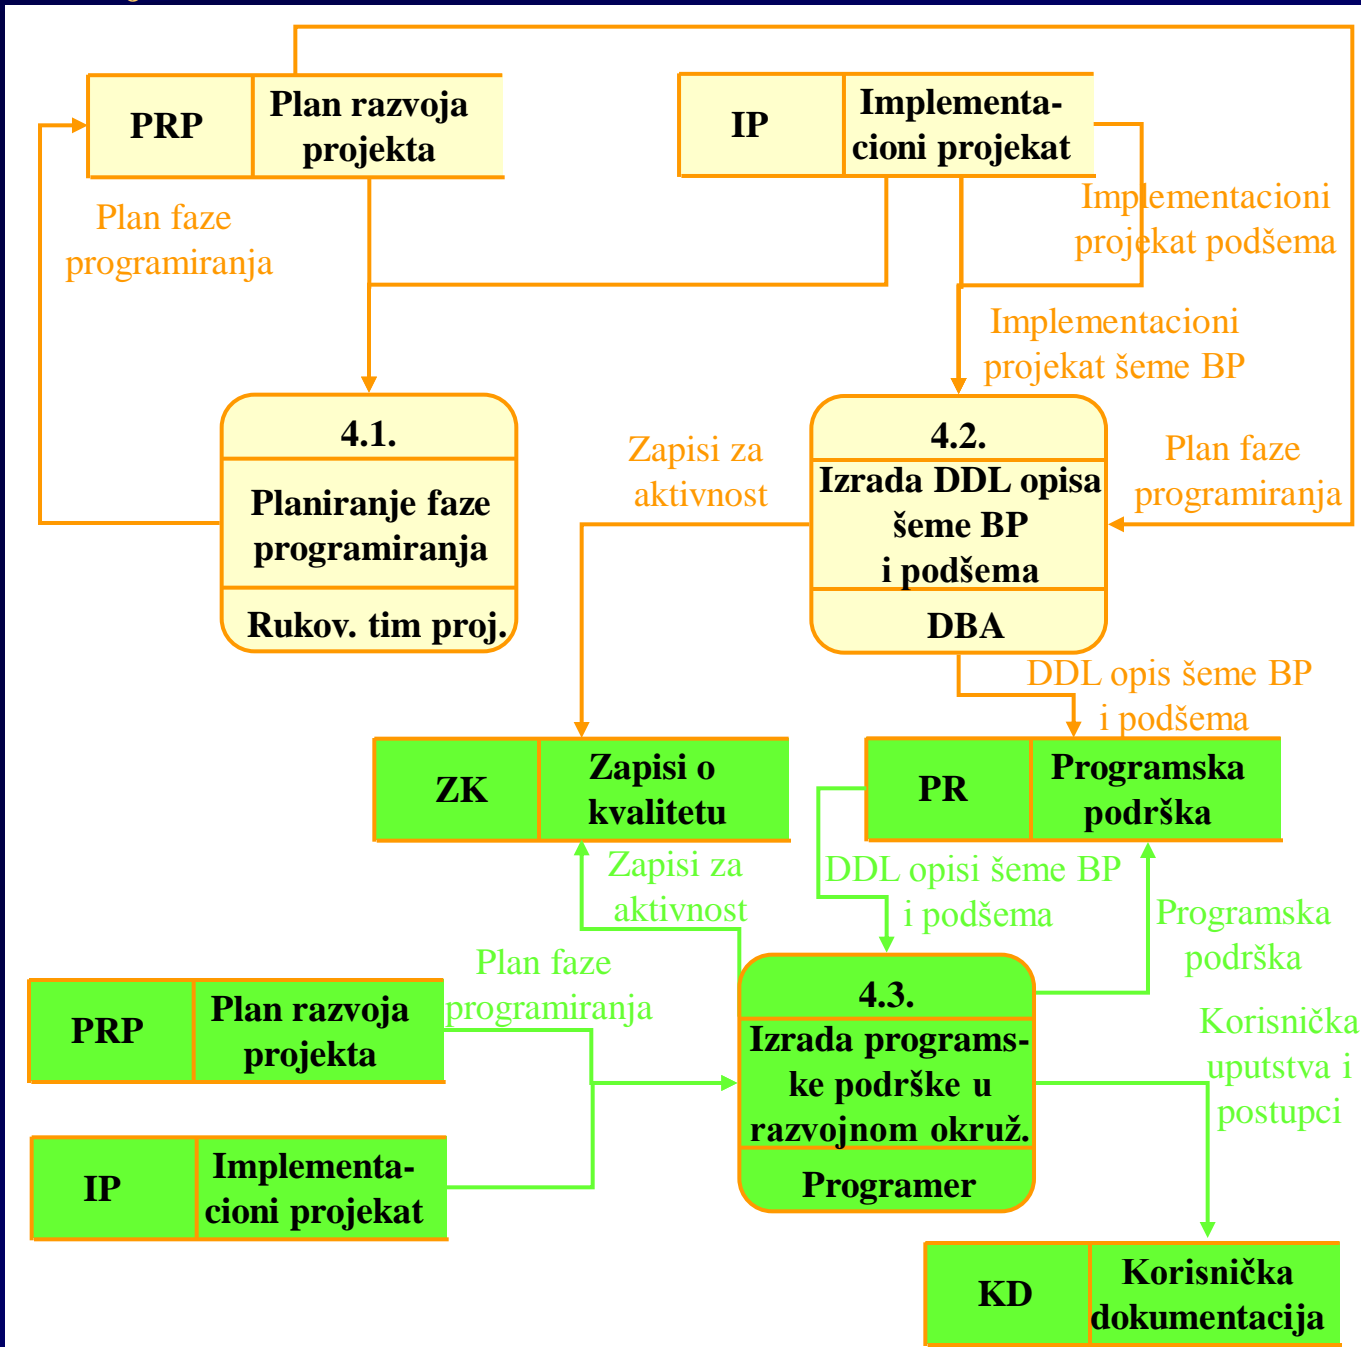 PRP
Plan razvoja
projekta
IP
Implementa-
cioni projekat
Plan faze
programiranja
Implementacioni
projekat podšema
Implementacioni
projekat šeme BP
4.1.
Planiranje faze
programiranja
Rukov. tim proj.
Zapisi za
aktivnost
4.2.
Izrada DDL opisa
šeme BP
i podšema
DBA
Plan faze
programiranja
DDL opis šeme BP
i podšema
ZK
Zapisi o
kvalitetu
PR
Programska
podrška
Zapisi za
aktivnost
DDL opisi šeme BP
i podšema
Programska
podrška
Plan faze
programiranja
PRP
Plan razvoja
projekta
4.3.
Izrada programs-
ke podrške u
razvojnom okruž.
Programer
Korisnička
uputstva i
postupci
IP
Implementa-
cioni projekat
KD
Korisnička
dokumentacija